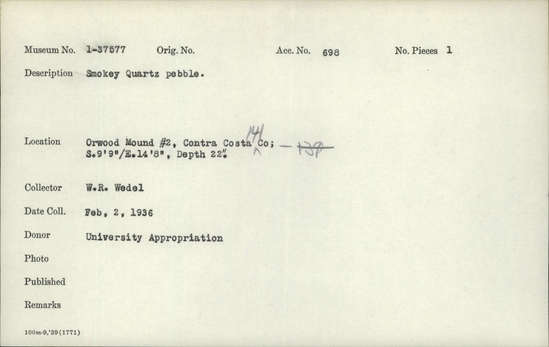 Museum No. 1-37577 Orig. No. Acc. No. 698 No. Pieces 1
Description Smokey Quartz pebble.
141
Location Orwood Mound #2, Contra Costa Co; —
S.9'9"/E.14'8", Depth 22".
Collector W.R. Wedel
Date Coll. Feb, 2, 1936
Donor University Appropriation
Photo
Published
Remarks
100m-9,'39(1771)